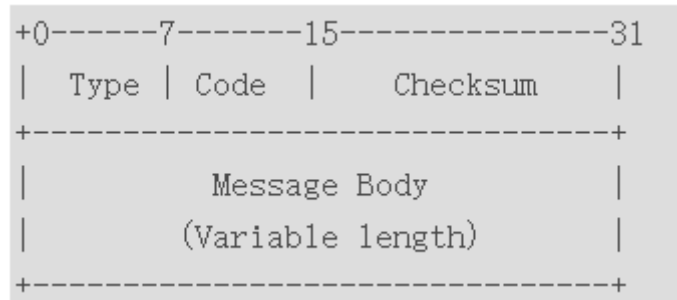 +0------7-------15---------------31
|  Type | Code  |    Checksum    |
+--------------------------------+
|          Message Body          |
|        (Variable length)       |
+--------------------------------+